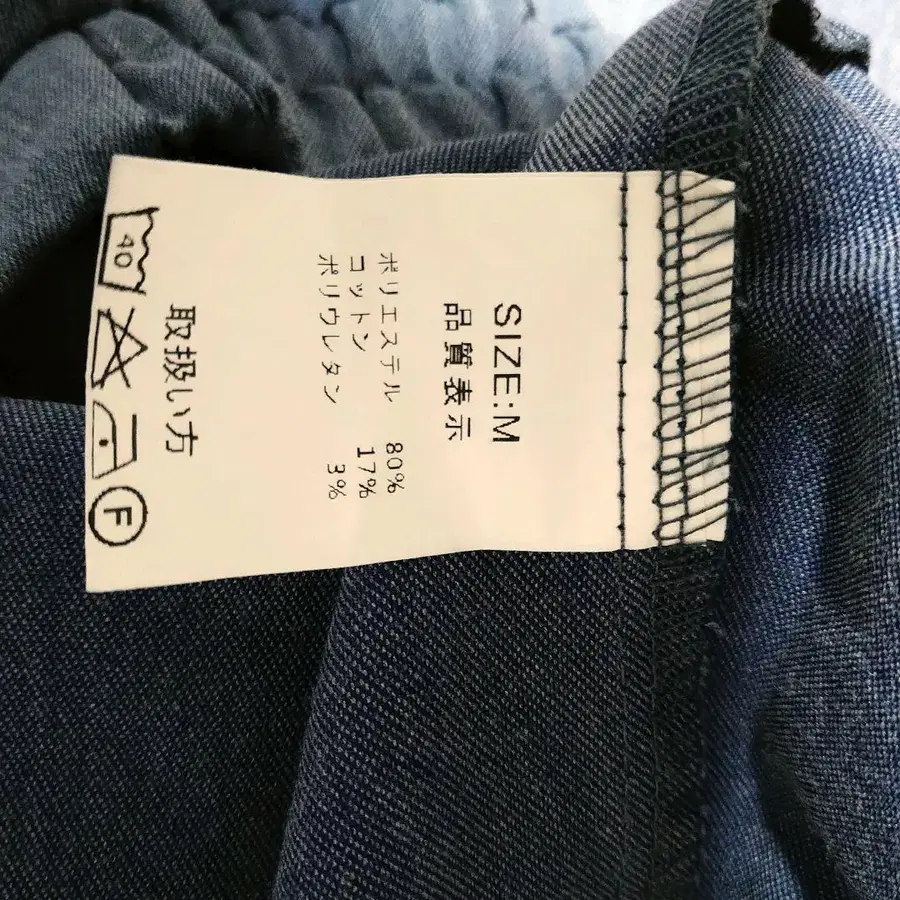 SIZE:M
品質表示
ポリエステル 80%
コットン 17%
ポリウレタン 3%
取扱い方
40
F